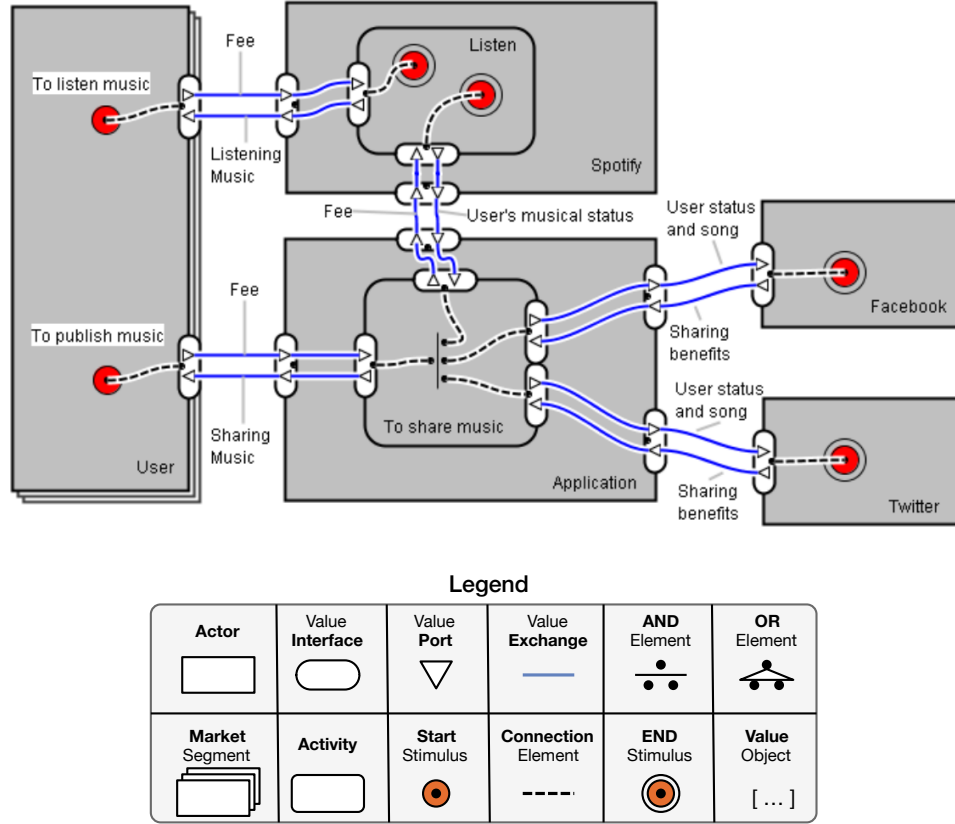 Fee
Listen
To listen music
Listening
Music
Spotify
Fee
User's musical status
User status
and song
Fee
Facebook
To publish music
Sharing
benefits
User status
and song
Sharing
Music
To share music
User
Application
Sharing
benefits
Twitter
Legend
Actor
Value
Interface
Value
Port
Value
Exchange
AND
Element
OR
Element
Market
Segment
Activity
Start
Stimulus
Connection
Element
END
Stimulus
Value
Object
[ ... ]